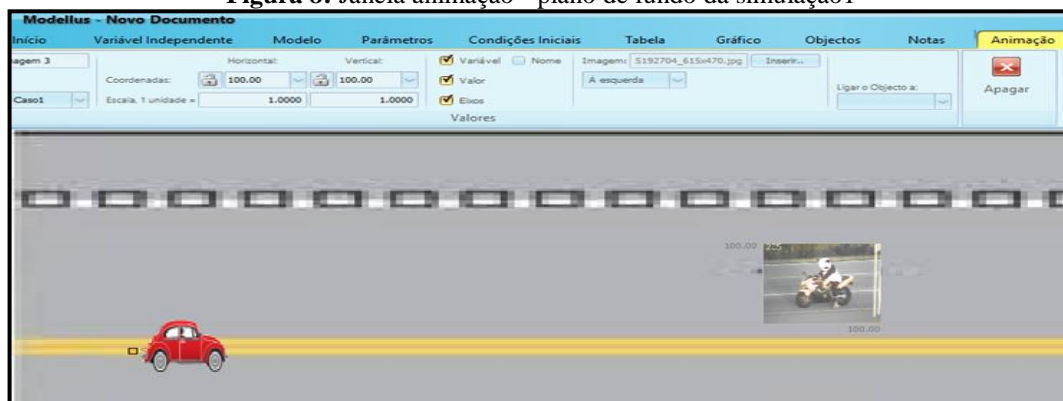 Figura 8: Janela animação - plano de fundo da simulação1
Modellus - Novo Documento
Início Variável Independente Modelo Parâmetros Condições Iniciais Tabela Gráfico Objectos Notas Animação
agem 3 Horizontal: Vertical: Variável Nome Imagem: 5192704_615x470.jpg Inserir...
Coordenadas: 100.00 100.00 Valor À esquerda
Caso1 Escala, 1 unidade = 1.0000 1.0000 Eixos Ligar o Objecto a: Apagar
Valores
100.00
100.00